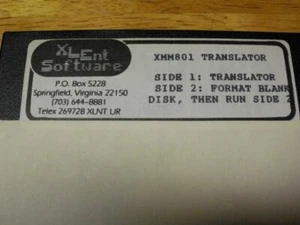 XLEnt
Software
P.O. Box 5228
Springfield, Virginia 22150
(703) 644-8881
Telex 269728 XLNT UR
XMM801 TRANSLATOR
SIDE 1: TRANSLATOR
SIDE 2: FORMAT BLANK
DISK, THEN RUN SIDE 2